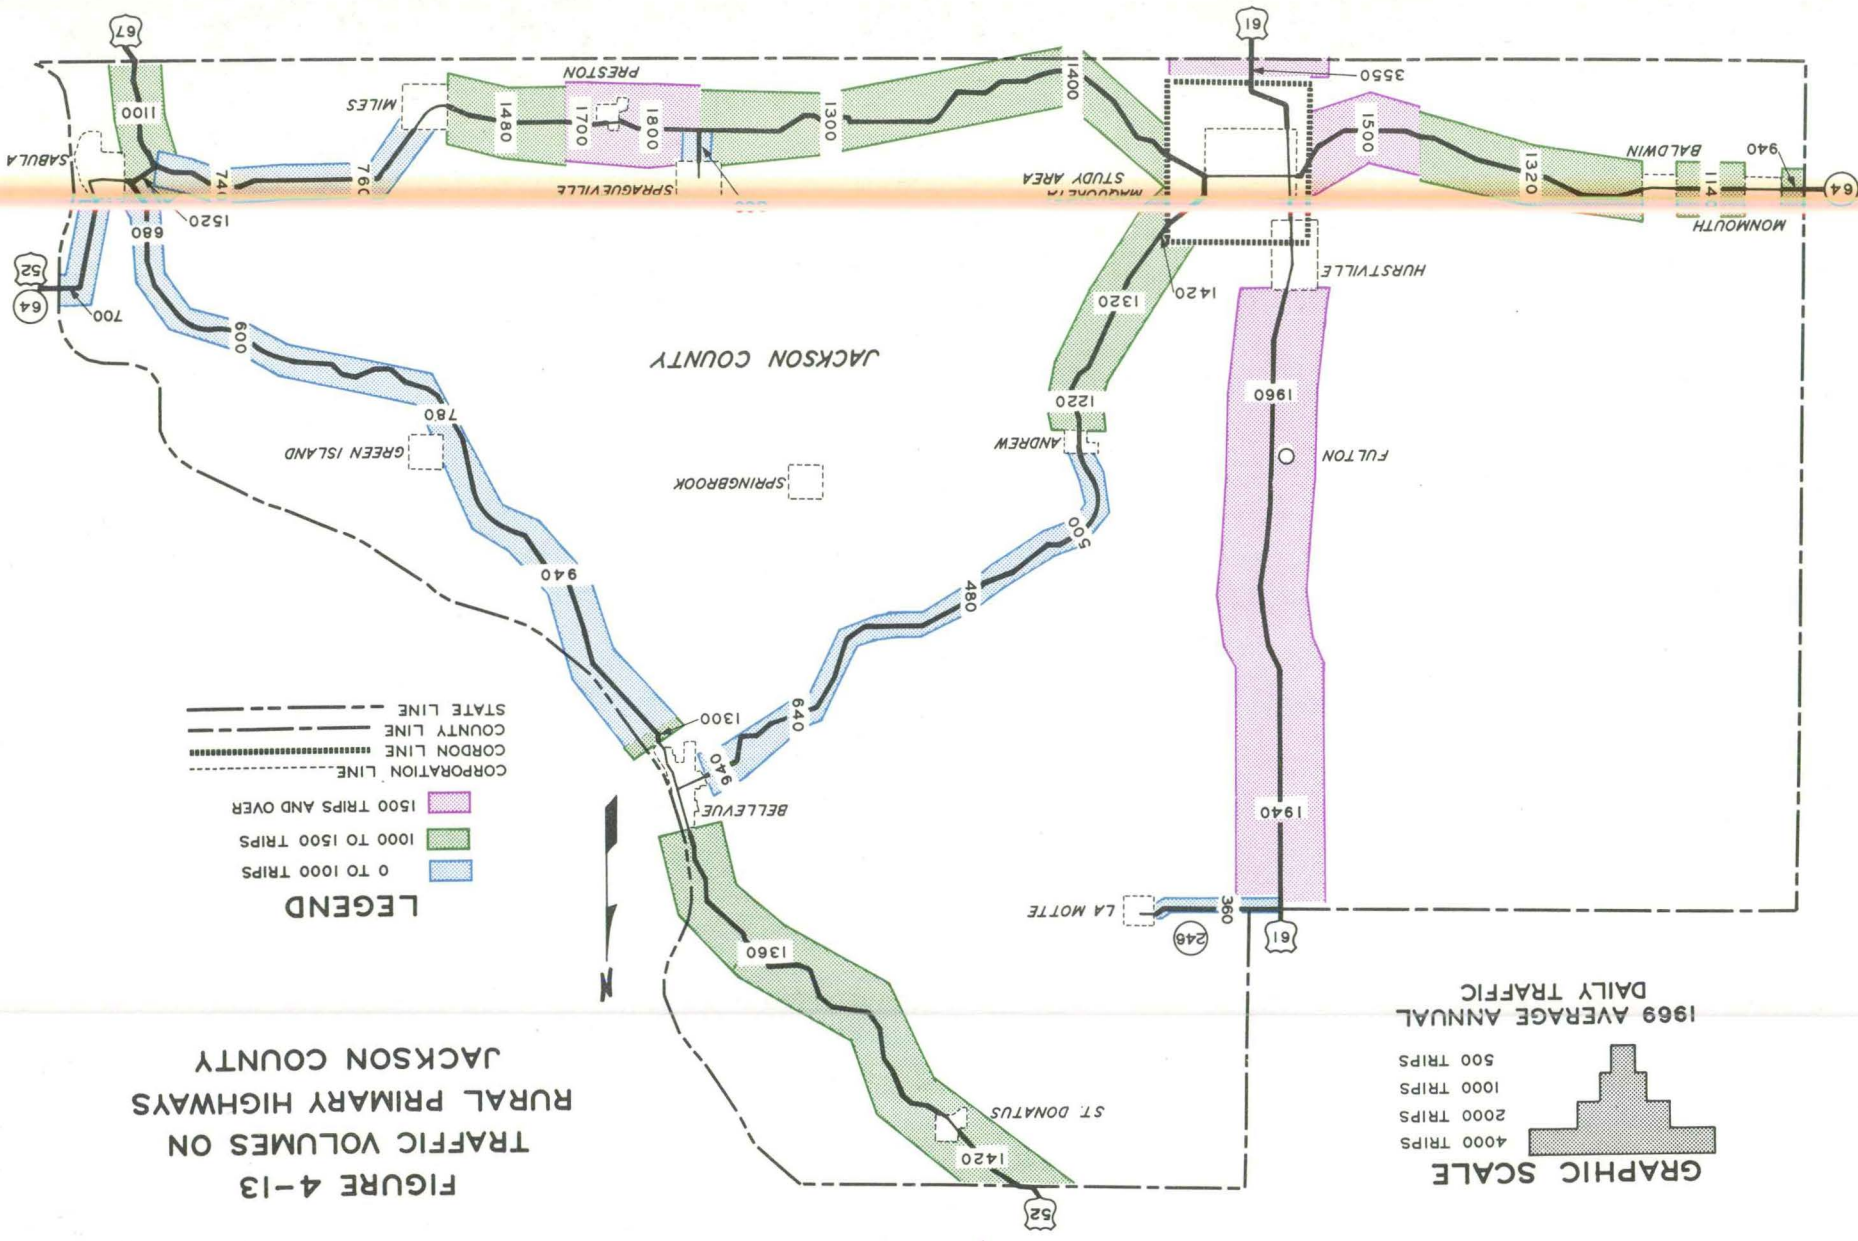 FIGURE 4-13
TRAFFIC VOLUMES ON
RURAL PRIMARY HIGHWAYS
JACKSON COUNTY
GRAPHIC SCALE
4000 TRIPS
2000 TRIPS
1000 TRIPS
500 TRIPS
1969 AVERAGE ANNUAL
DAILY TRAFFIC
52
1420
ST. DONATUS
1360
N
61
246
LA MOTTE
360
LEGEND
0 TO 1000 TRIPS
1000 TO 1500 TRIPS
1500 TRIPS AND OVER
CORPORATION LINE
CORDON LINE
COUNTY LINE
STATE LINE
1940
BELLEVUE
940
1300
640
480
940
500
FULTON
SPRINGBROOK
GREEN ISLAND
ANDREW
780
1220
1960
JACKSON COUNTY
600
1320
1420
700
64
52
HURSTVILLE
680
1520
MONMOUTH
64
940
BALDWIN
1320
1500
STUDY AREA
SPRAGUEVILLE
SABULA
1400
1300
1800
1700
1480
MILES
1100
PRESTON
3550
61
67